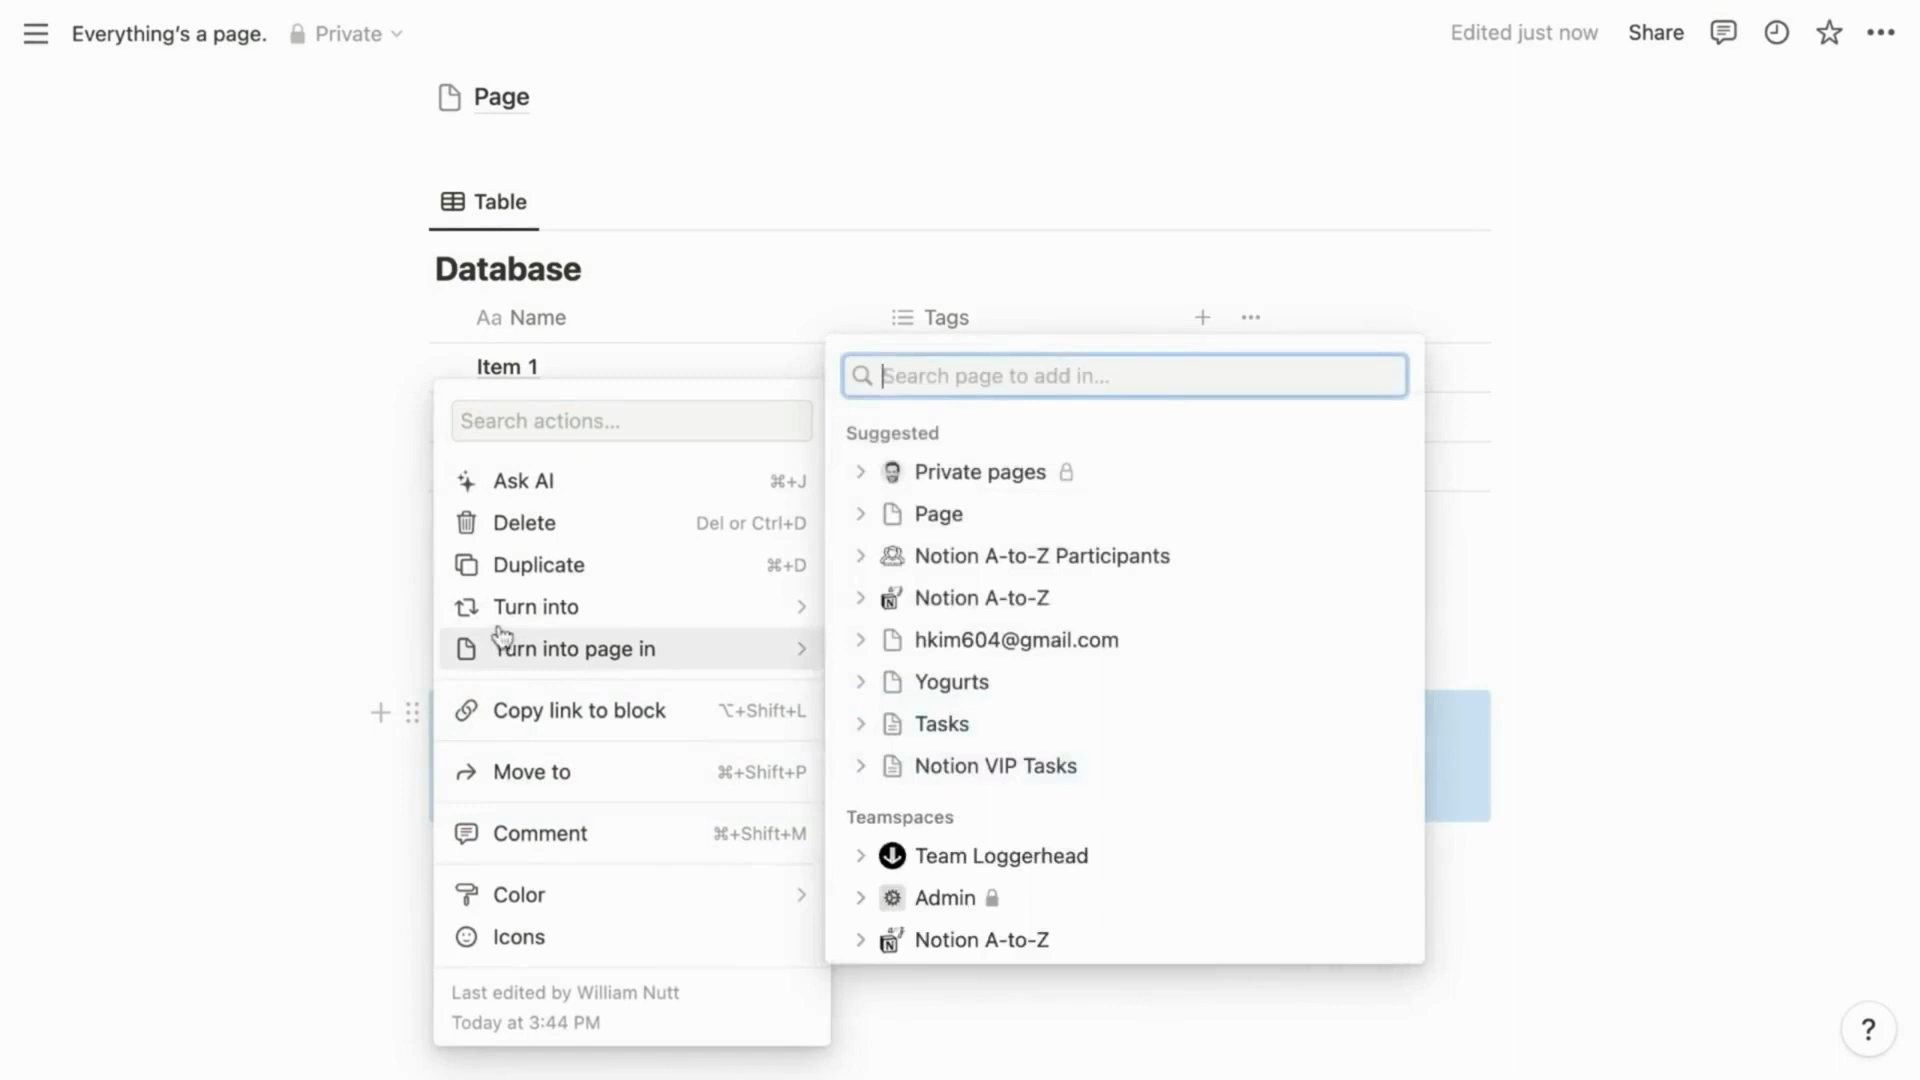 Everything's a page.
Private
Edited just now
Share
Page
Table
Database
Aa Name
Tags
Item 1
Search actions...
Ask AI ⌘+J
Delete Del or Ctrl+D
Duplicate ⌘+D
Turn into
Turn into page in
Copy link to block ⌥+Shift+L
Move to ⌘+Shift+P
Comment ⌘+Shift+M
Color
Icons
Last edited by William Nutt
Today at 3:44 PM
Search page to add in...
Suggested
Private pages
Page
Notion A-to-Z Participants
Notion A-to-Z
hkim604@gmail.com
Yogurts
Tasks
Notion VIP Tasks
Teamspaces
Team Loggerhead
Admin
Notion A-to-Z
?